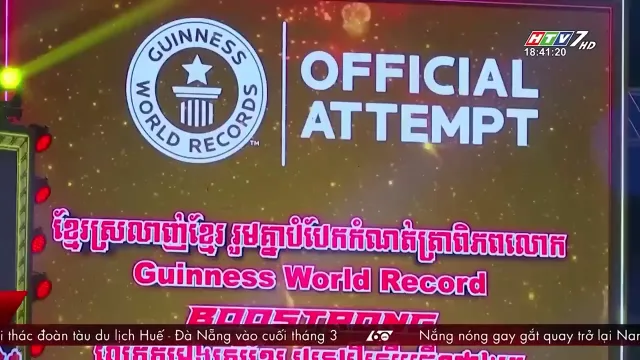 HTV7 HD
18:41:20
GUINNESS WORLD RECORDS ™
OFFICIAL
ATTEMPT
ខ្មែរស្រលាញ់ខ្មែរ រួមគ្នាបំបែកកំណត់ត្រាពិភពលោក
Guinness World Record
BOOSTRONG
i thác đoàn tàu du lịch Huế - Đà Nẵng vào cuối tháng 3 60 Nắng nóng gay gắt quay trở lại Nam